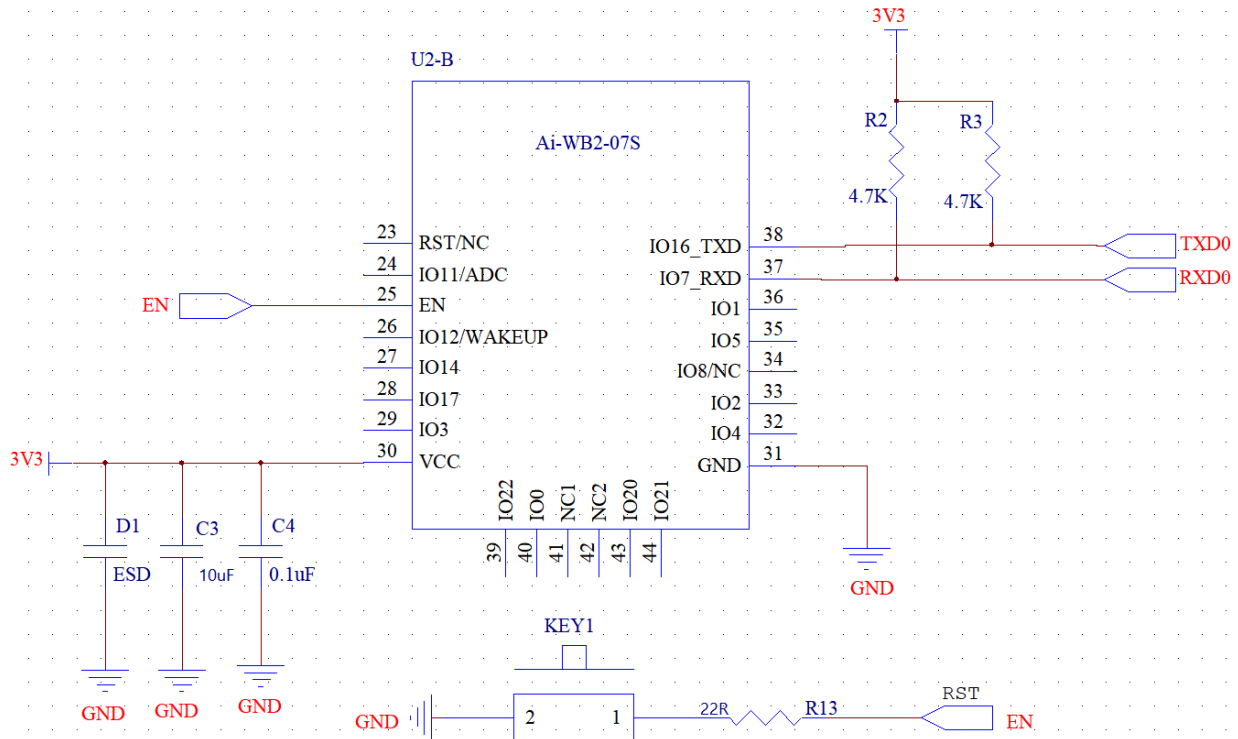 3V3
U2-B
Ai-WB2-07S
R2
R3
4.7K
4.7K
23
RST/NC
24
IO11/ADC
EN
25
EN
26
IO12/WAKEUP
27
IO14
28
IO17
29
IO3
3V3
30
VCC
IO16_TXD
38
TXD0
IO7_RXD
37
RXD0
IO1
36
IO5
35
IO8/NC
34
IO2
33
IO4
32
GND
31
IO22
IO0
NC1
NC2
IO20
IO21
39
40
41
42
43
44
D1
ESD
C3
10uF
C4
0.1uF
GND
GND
GND
GND
KEY1
GND
2
1
22R
R13
RST
EN